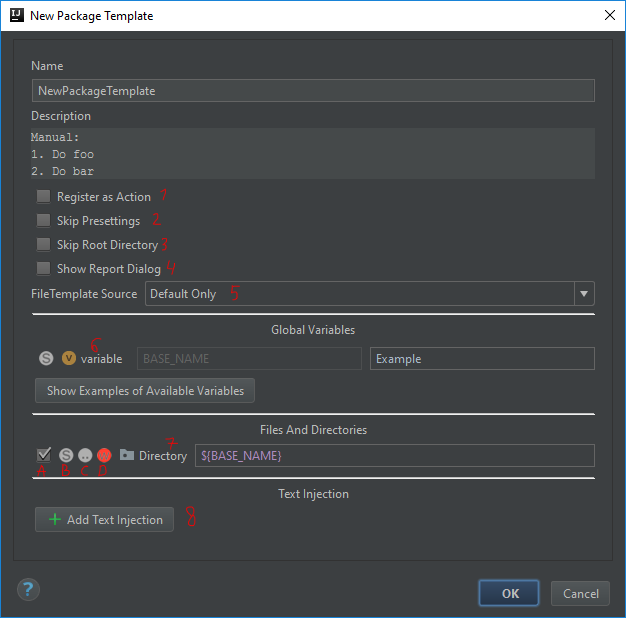 IJ New Package Template
Name
NewPackageTemplate
Description
Manual:
1. Do foo
2. Do bar
Register as Action 1
Skip Presettings 2
Skip Root Directory 3
Show Report Dialog 4
FileTemplate Source Default Only 5
Global Variables
6
S V variable BASE_NAME Example
Show Examples of Available Variables
Files And Directories
7
S .. Directory ${BASE_NAME}
A B C D
Text Injection
+ Add Text Injection 8
? OK Cancel